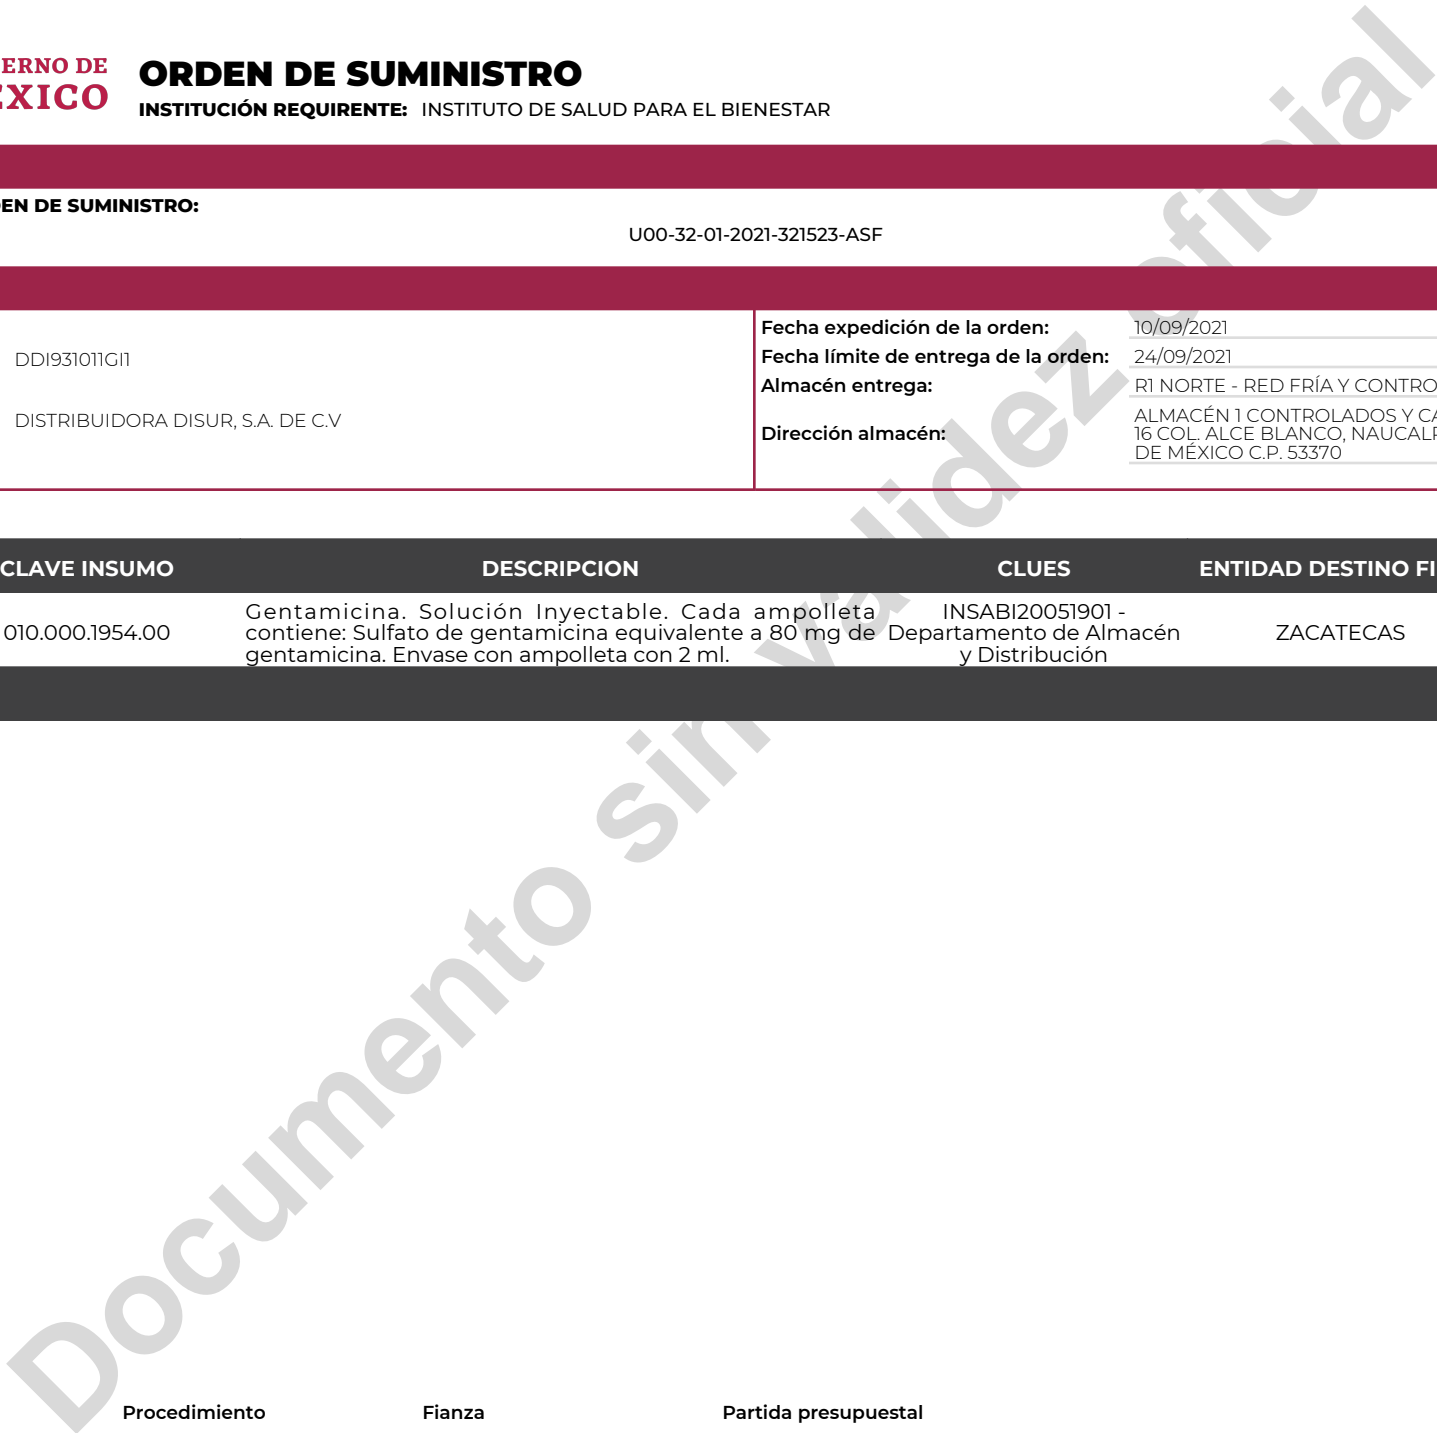 ERNO DE
ÉXICO
ORDEN DE SUMINISTRO
INSTITUCIÓN REQUIRENTE: INSTITUTO DE SALUD PARA EL BIENESTAR
EN DE SUMINISTRO:
U00-32-01-2021-321523-ASF
DDI931011GI1
DISTRIBUIDORA DISUR, S.A. DE C.V
Fecha expedición de la orden: 10/09/2021
Fecha límite de entrega de la orden: 24/09/2021
Almacén entrega: R1 NORTE - RED FRÍA Y CONTRO
Dirección almacén:
ALMACÉN 1 CONTROLADOS Y CA
16 COL. ALCE BLANCO, NAUCALP
DE MÉXICO C.P. 53370
CLAVE INSUMO DESCRIPCION CLUES ENTIDAD DESTINO FI
010.000.1954.00
Gentamicina. Solución Inyectable. Cada ampolleta
contiene: Sulfato de gentamicina equivalente a 80 mg de
gentamicina. Envase con ampolleta con 2 ml.
INSABI20051901 -
Departamento de Almacén
y Distribución
ZACATECAS
Documento sin validez oficial
Procedimiento Fianza Partida presupuestal